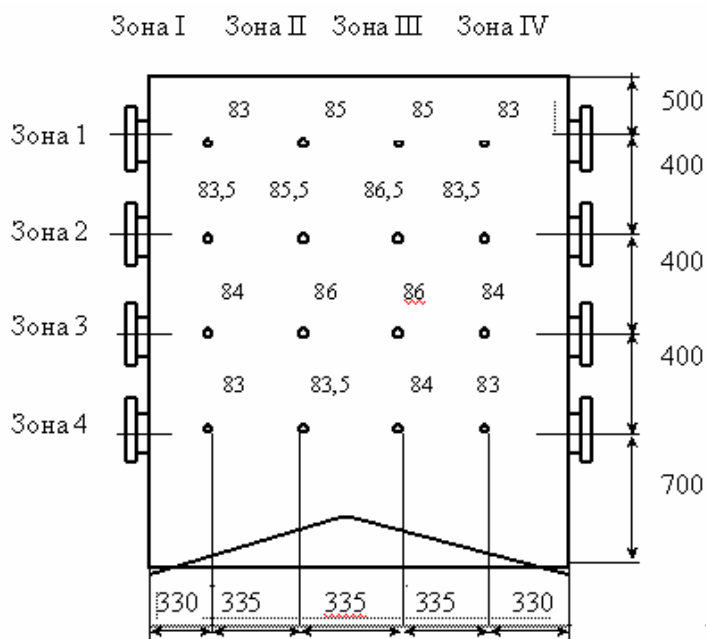 Зона I Зона II Зона III Зона IV
83 85 85 83 500
Зона 1
400
83,5 85,5 86,5 83,5
Зона 2
400
84 86 86 84
Зона 3
400
83 83,5 84 83
Зона 4
700
330 335 335 335 330